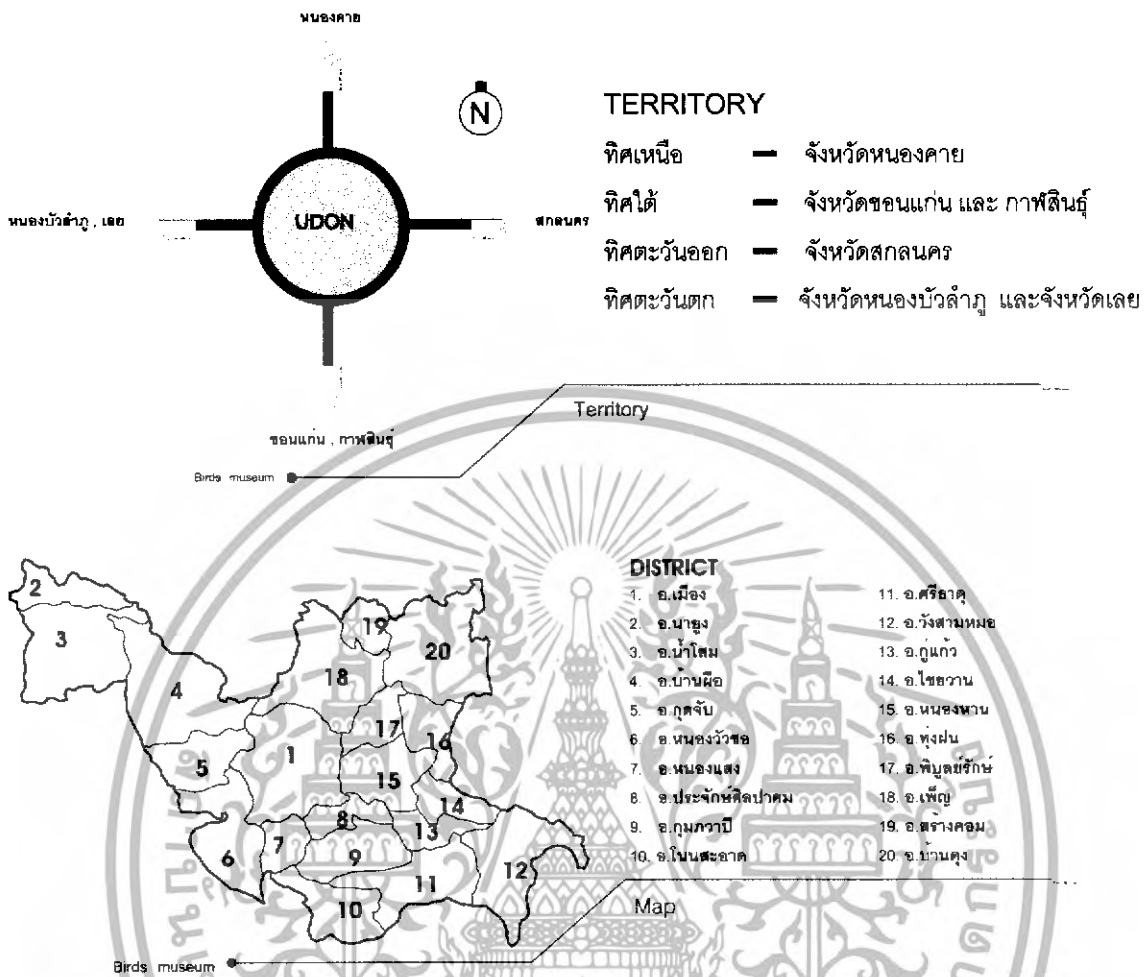 หนองคาย
N
หนองบัวลำภู , เลย
UDON
สกลนคร
ขอนแก่น , กาฬสินธุ์
TERRITORY
ทิศเหนือ — จังหวัดหนองคาย
ทิศใต้ — จังหวัดขอนแก่น และ กาฬสินธุ์
ทิศตะวันออก — จังหวัดสกลนคร
ทิศตะวันตก — จังหวัดหนองบัวลำภู และจังหวัดเลย
Territory
Birds museum
2
3
4
19
20
18
1
17
16
5
15
14
8
13
7
9
6
12
11
10
DISTRICT
1. อ.เมือง
2. อ.นายูง
3. อ.น้ำโสม
4. อ.บ้านผือ
5. อ.กุดจับ
6. อ.หนองวัวซอ
7. อ.หนองแสง
8. อ.ประจักษ์ศิลปาคม
9. อ.กุมภวาปี
10. อ.โนนสะอาด
11. อ.ศรีธาตุ
12. อ.วังสามหมอ
13. อ.กู่แก้ว
14. อ.ไชยวาน
15. อ.หนองหาน
16. อ.ทุ่งฝน
17. อ.พิบูลย์รักษ์
18. อ.เพ็ญ
19. อ.สร้างคอม
20. อ.บ้านดุง
Map
Birds museum